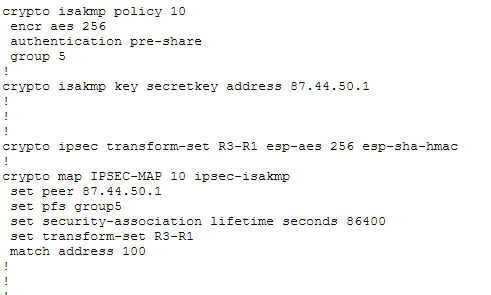 crypto isakmp policy 10
 encr aes 256
 authentication pre-share
 group 5
!
crypto isakmp key secretkey address 87.44.50.1
!
!
!
crypto ipsec transform-set R3-R1 esp-aes 256 esp-sha-hmac
!
crypto map IPSEC-MAP 10 ipsec-isakmp
 set peer 87.44.50.1
 set pfs group5
 set security-association lifetime seconds 86400
 set transform-set R3-R1
 match address 100
!
!
!